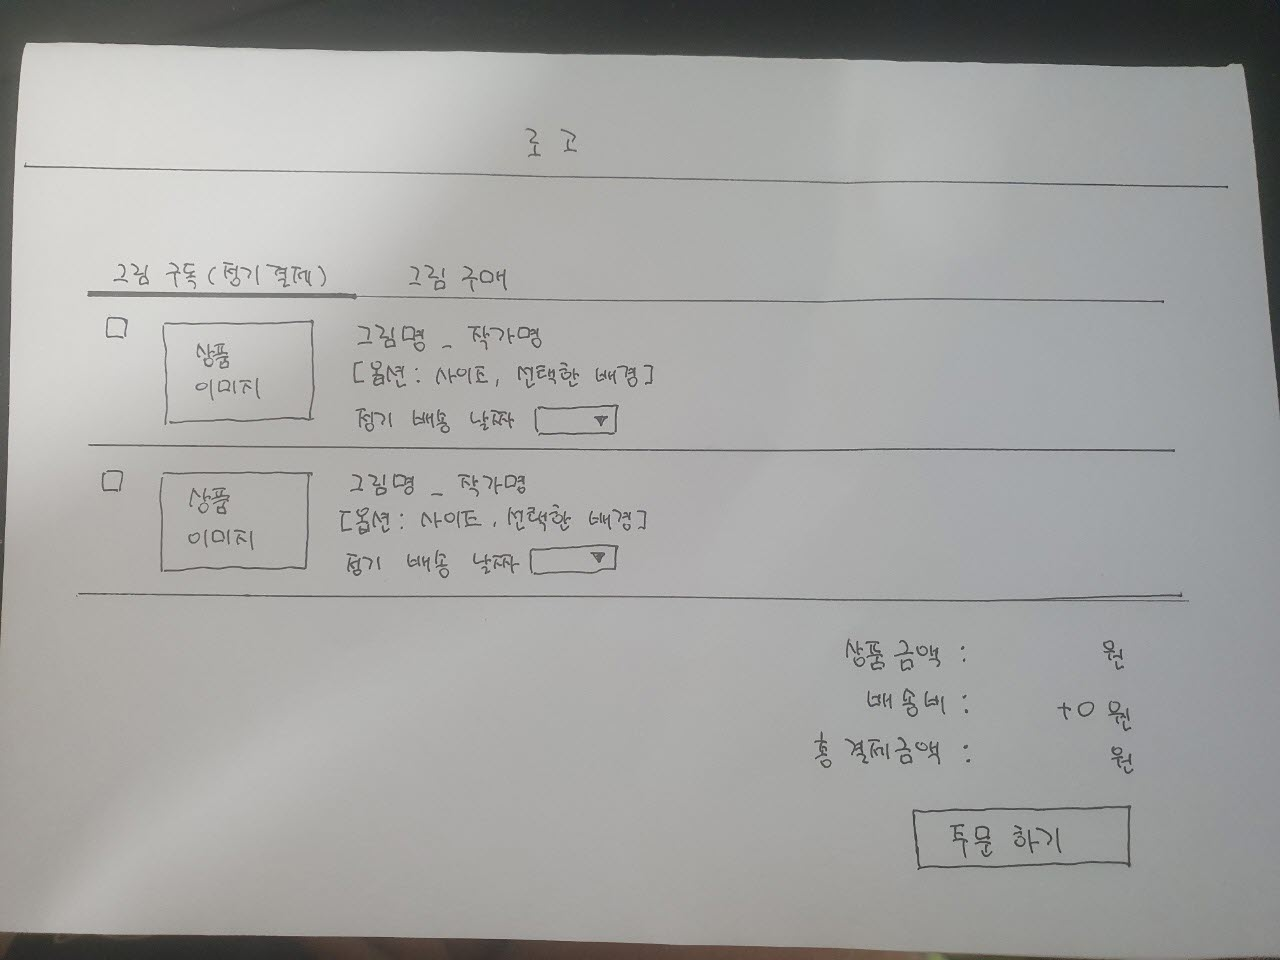 로고
그림 구독(정기결제) 그림 구매
상품
이미지
그림명 _ 작가명
[옵션: 사이트, 선택한 배경]
정기 배송 날짜
상품
이미지
그림명 _ 작가명
[옵션: 사이트, 선택한 배경]
정기 배송 날짜
상품금액 : 원
배송비 : +0 원
총 결제금액 : 원
주문 하기